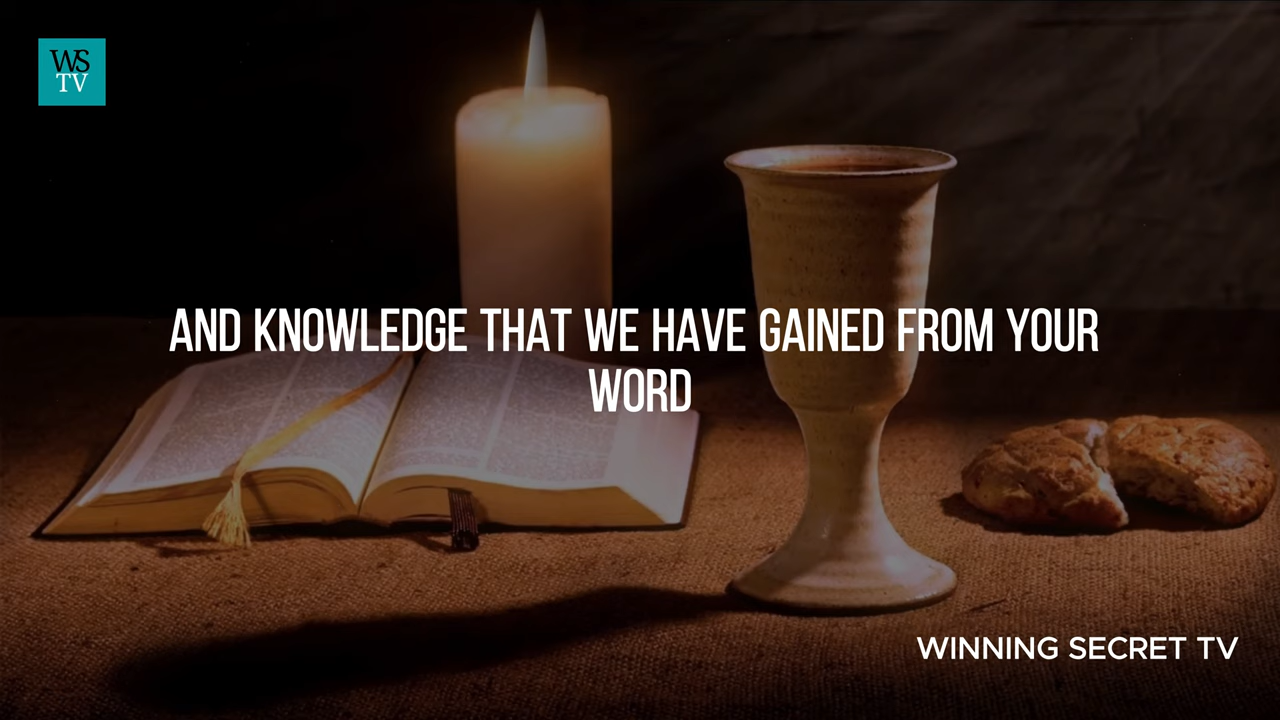 WS
TV
AND KNOWLEDGE THAT WE HAVE GAINED FROM YOUR
WORD
WINNING SECRET TV